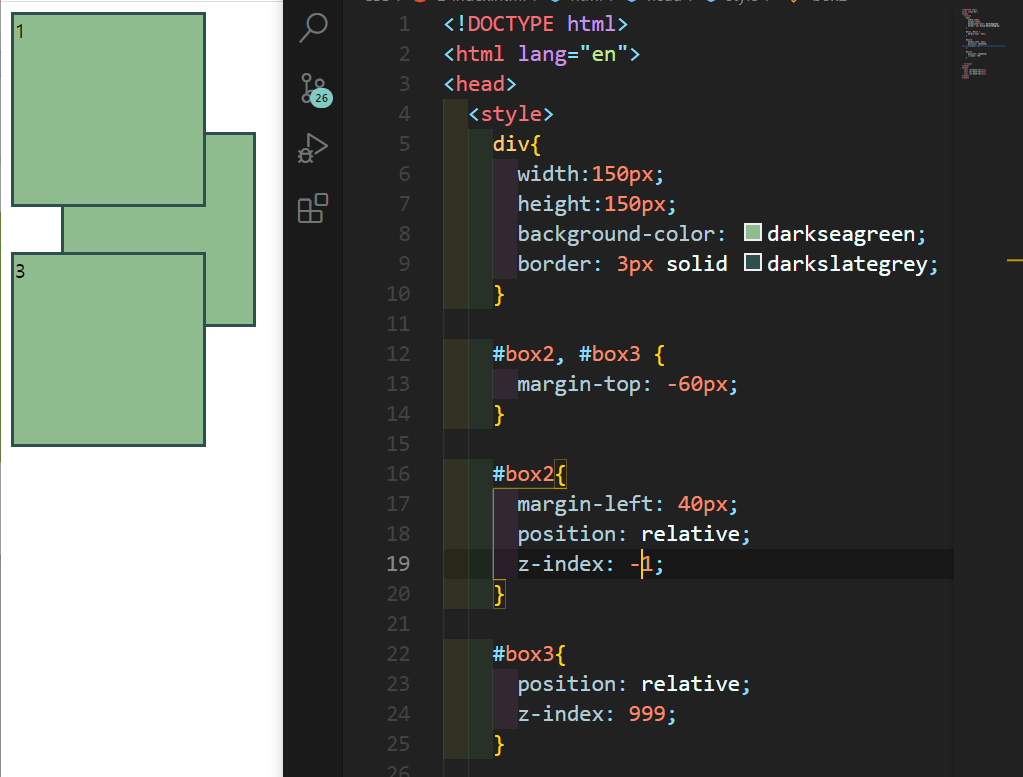 1
3
26
1 <!DOCTYPE html>
2 <html lang="en">
3 <head>
4 <style>
5 div{
6 width:150px;
7 height:150px;
8 background-color: darkseagreen;
9 border: 3px solid darkslategrey;
10 }
11
12 #box2, #box3 {
13 margin-top: -60px;
14 }
15
16 #box2{
17 margin-left: 40px;
18 position: relative;
19 z-index: -1;
20 }
21
22 #box3{
23 position: relative;
24 z-index: 999;
25 }
26